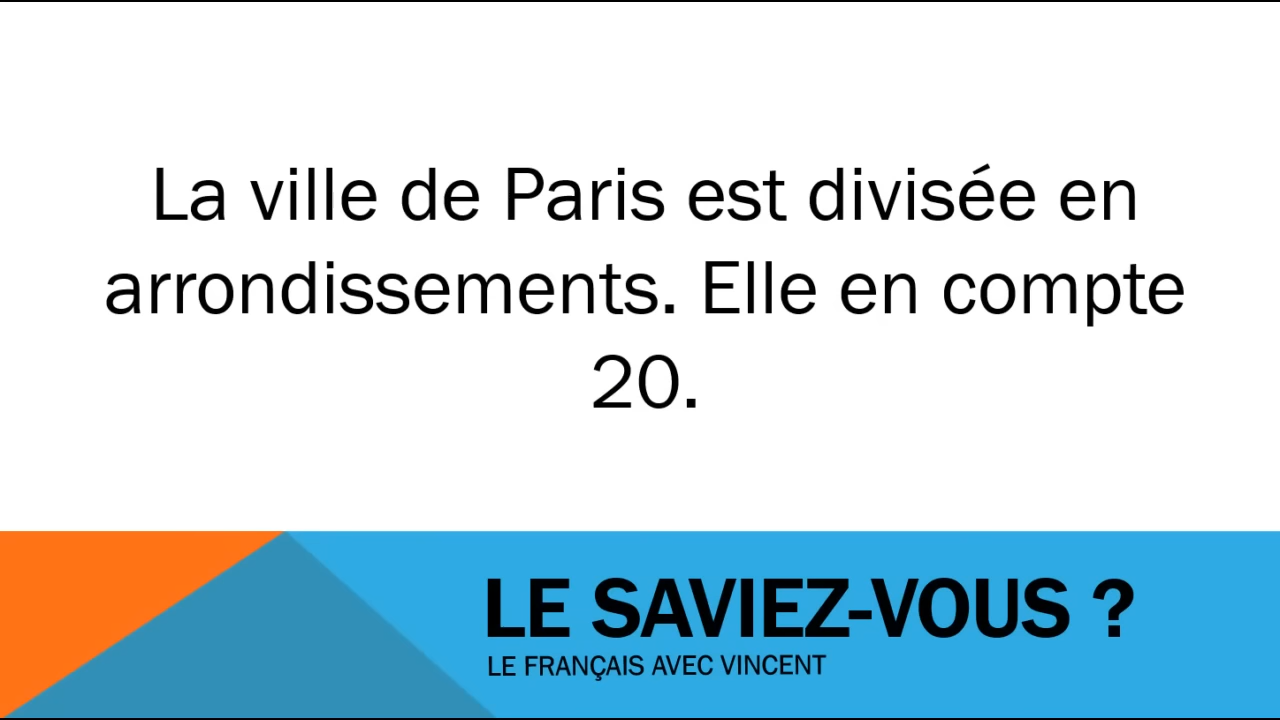 La ville de Paris est divisée en
arrondissements. Elle en compte
20.
LE SAVIEZ-VOUS ?
LE FRANÇAIS AVEC VINCENT